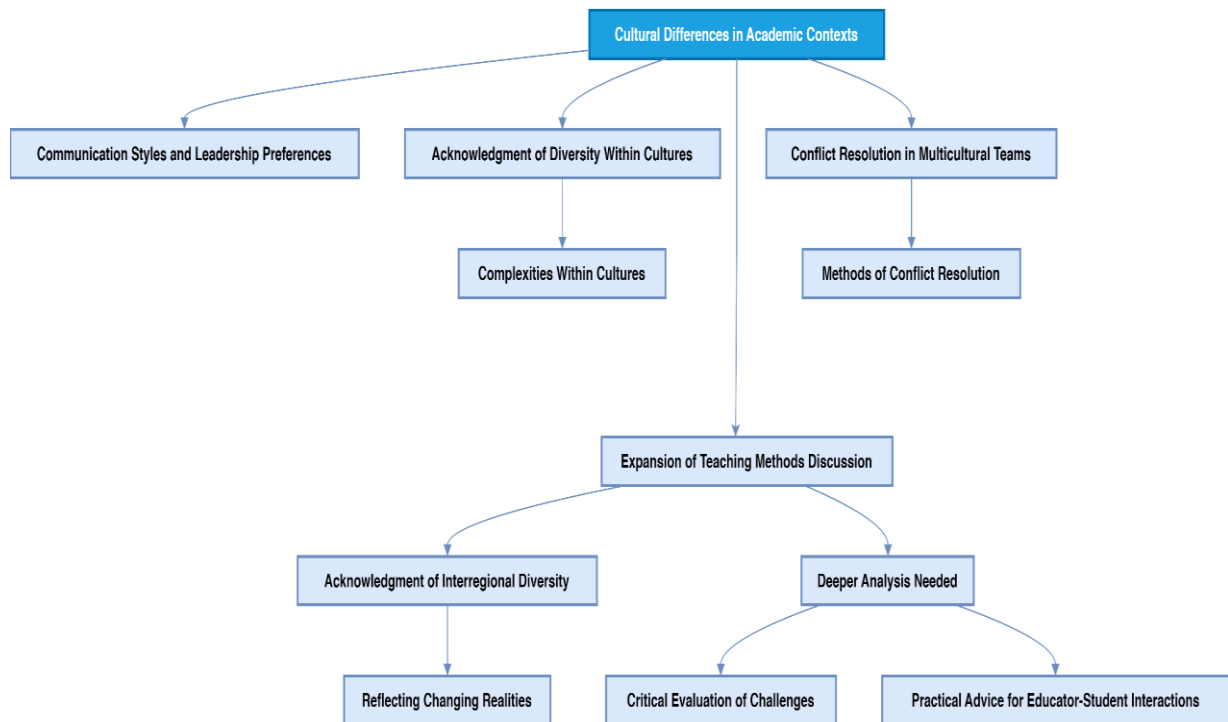 Cultural Differences in Academic Contexts
Communication Styles and Leadership Preferences
Acknowledgment of Diversity Within Cultures
Conflict Resolution in Multicultural Teams
Complexities Within Cultures
Methods of Conflict Resolution
Expansion of Teaching Methods Discussion
Acknowledgment of Interregional Diversity
Deeper Analysis Needed
Reflecting Changing Realities
Critical Evaluation of Challenges
Practical Advice for Educator-Student Interactions